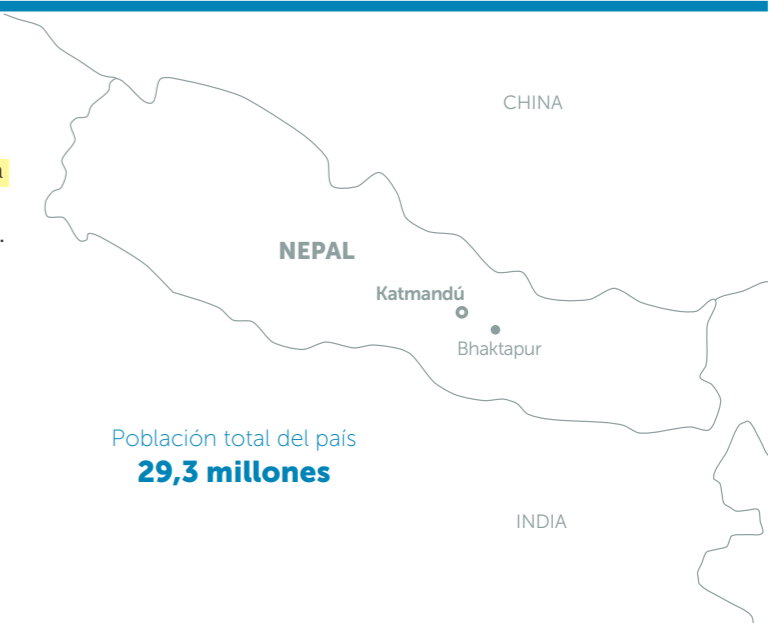 CHINA
NEPAL
Katmandú
Bhaktapur
Población total del país
29,3 millones
INDIA